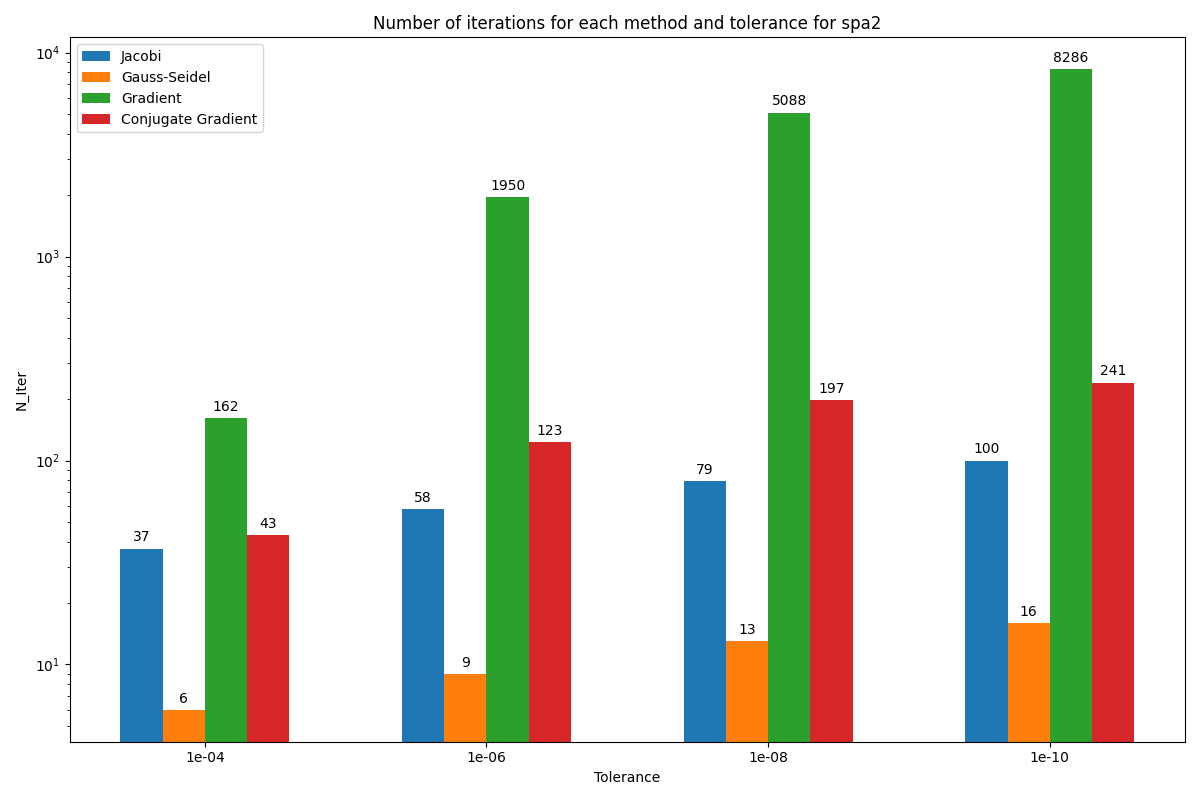 Number of iterations for each method and tolerance for spa2
Jacobi
Gauss-Seidel
Gradient
Conjugate Gradient
N_Iter
10^4
10^3
10^2
10^1
37
6
162
43
58
9
1950
123
79
13
5088
197
100
16
8286
241
1e-04
1e-06
1e-08
1e-10
Tolerance